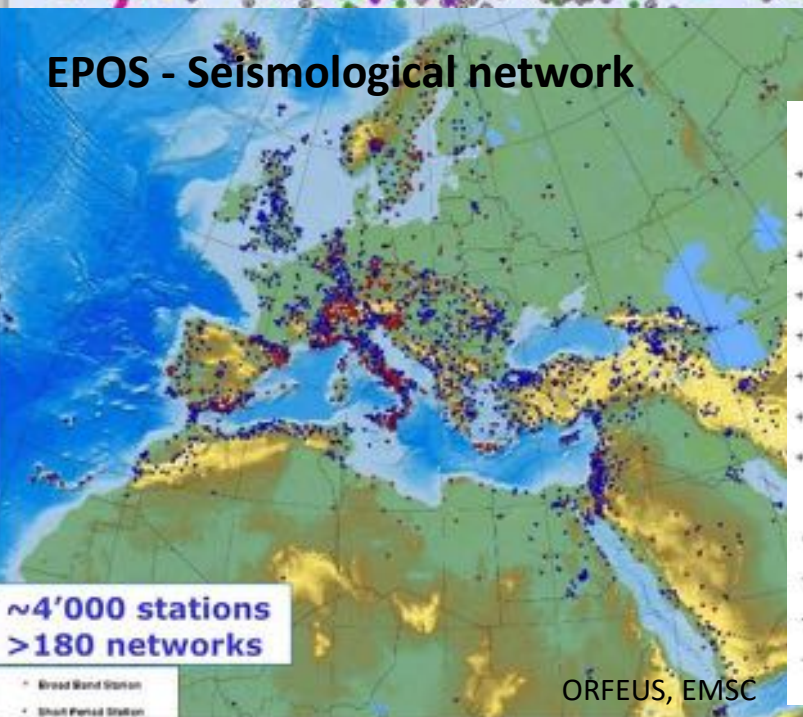 EPOS - Seismological network
~4'000 stations
>180 networks
Broad Band Station
Short Period Station
ORFEUS, EMSC